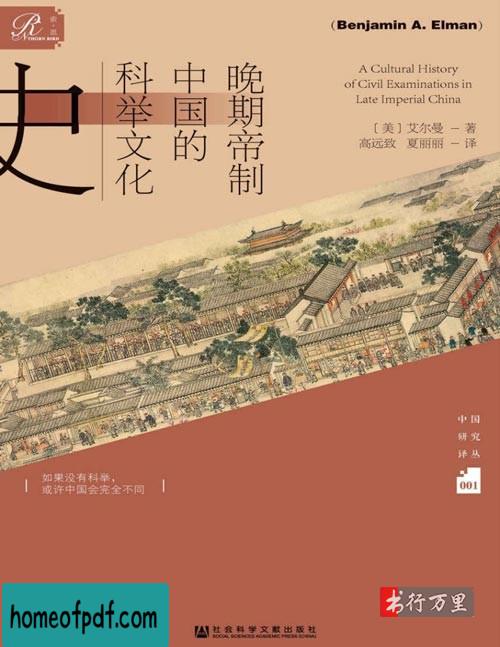 索·恩
THORN BIRD
(Benjamin A. Elman)
A Cultural History
of Civil Examinations in
Late Imperial China
[美]艾尔曼 — 著
高远致 夏丽丽 — 译
晚期帝制
中国的
科举文化
史
中国
研究
译丛
001
如果没有科举，
或许中国会完全不同
书行万里
homeofpdf.com
社会科学文献出版社
SOCIAL SCIENCES ACADEMIC PRESS (CHINA)